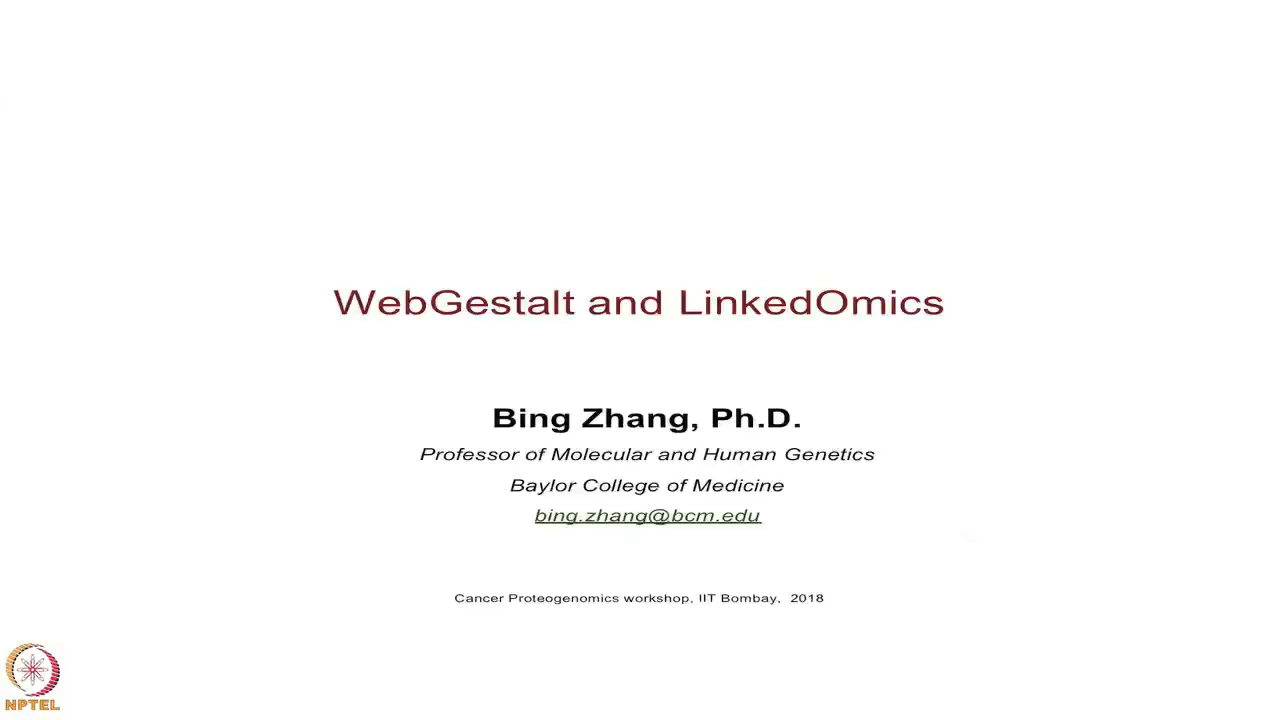 WebGestalt and LinkedOmics
Bing Zhang, Ph.D.
Professor of Molecular and Human Genetics
Baylor College of Medicine
bing.zhang@bcm.edu
Cancer Proteogenomics workshop, IIT Bombay, 2018
NPTEL